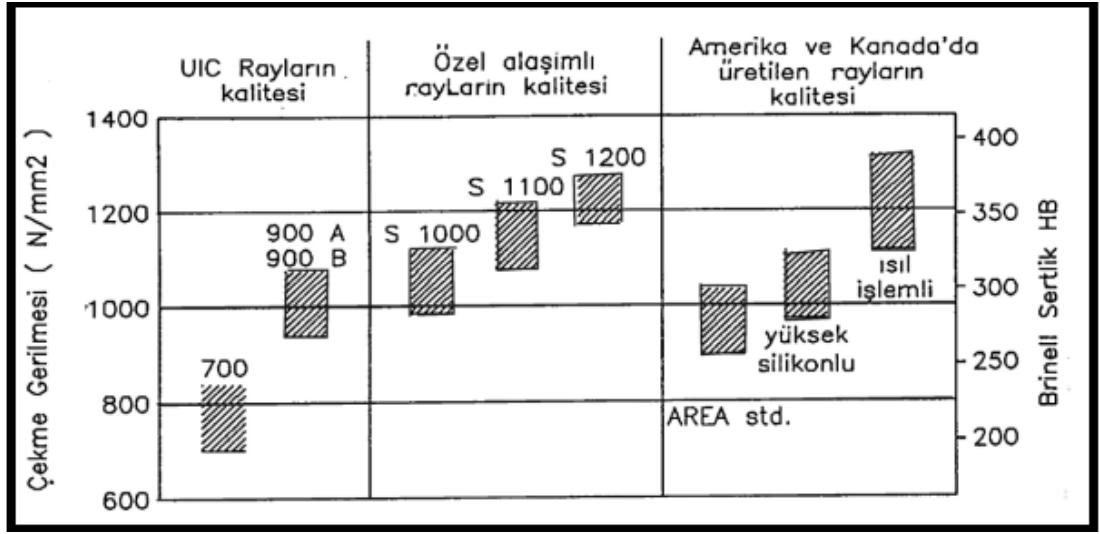 UIC Rayların
kalitesi
Özel alaşimlı
rayLarın kalitesi
Amerika ve Kanada'da
üretilen rayların
kalitesi
Çekme Gerilmesi ( N/mm2 )
1400
1200
1000
800
600
700
900 A
900 B
S 1000
S 1100
S 1200
yüksek
silikonlu
ısıl
işlemli
AREA std.
400
350
300
250
200
Brinell Sertlik HB